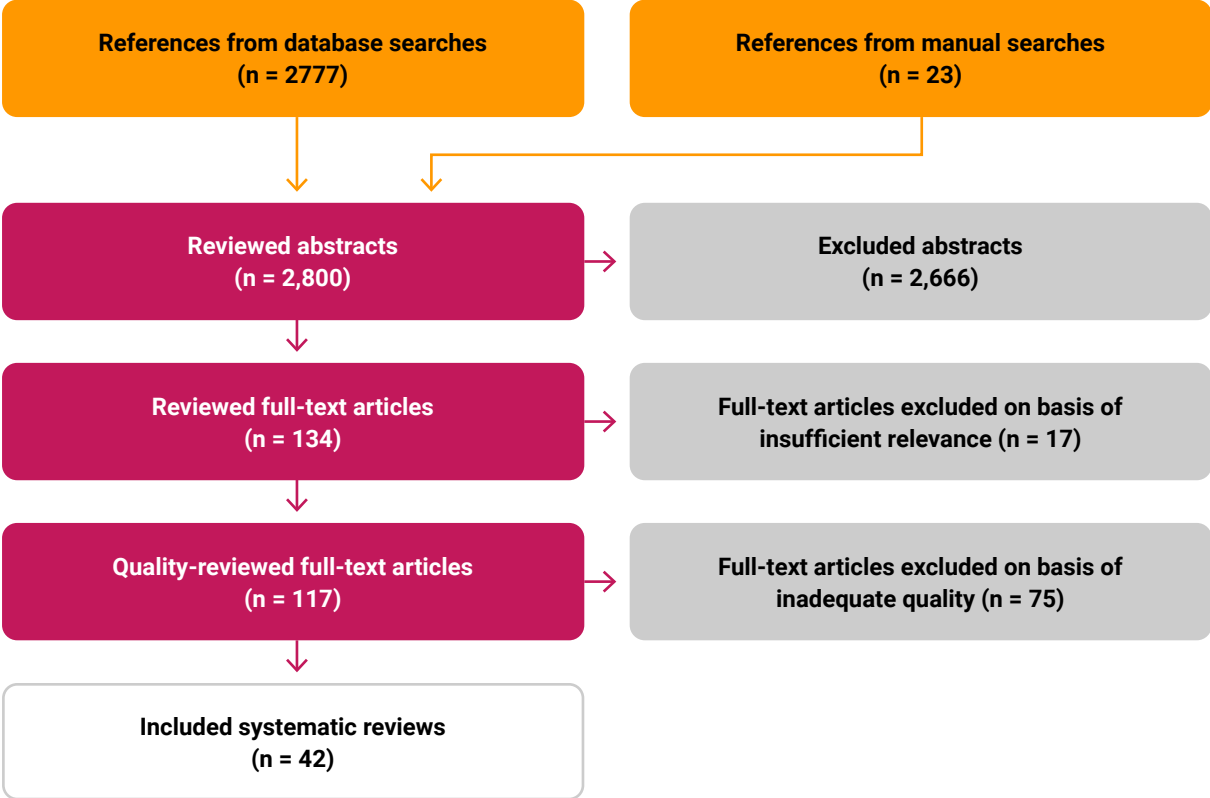 References from database searches
(n = 2777)
References from manual searches
(n = 23)
Reviewed abstracts
(n = 2,800)
Excluded abstracts
(n = 2,666)
Reviewed full-text articles
(n = 134)
Full-text articles excluded on basis of
insufficient relevance (n = 17)
Quality-reviewed full-text articles
(n = 117)
Full-text articles excluded on basis of
inadequate quality (n = 75)
Included systematic reviews
(n = 42)